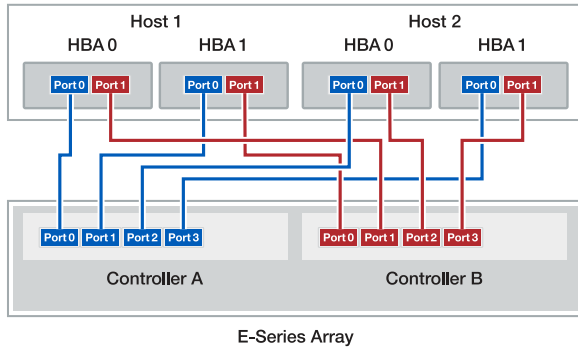 Host 1 Host 2
HBA 0 HBA 1 HBA 0 HBA 1
Port 0 Port 1 Port 0 Port 1 Port 0 Port 1 Port 0 Port 1
Port 0 Port 1 Port 2 Port 3 Port 0 Port 1 Port 2 Port 3
Controller A Controller B
E-Series Array